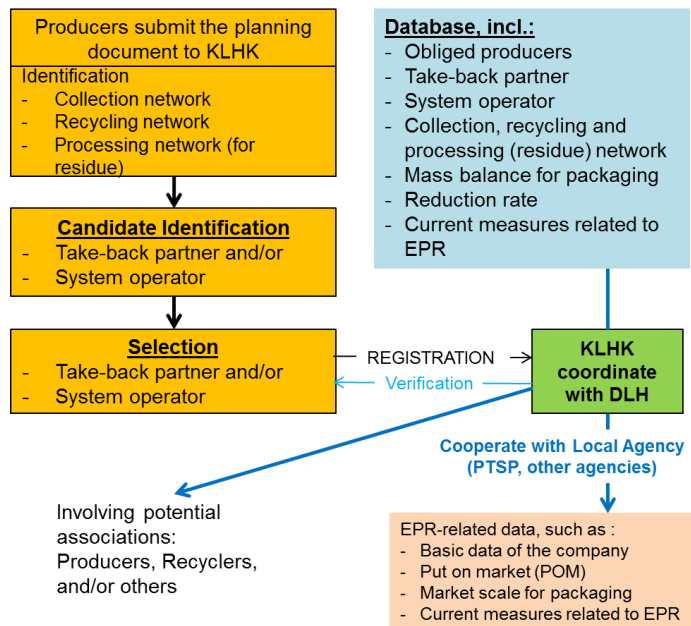 Producers submit the planning
document to KLHK
Identification
- Collection network
- Recycling network
- Processing network (for
residue)
Candidate Identification
- Take-back partner and/or
- System operator
Selection
- Take-back partner and/or
- System operator
Database, incl.:
- Obliged producers
- Take-back partner
- System operator
- Collection, recycling and
processing (residue) network
- Mass balance for packaging
- Reduction rate
- Current measures related to
EPR
REGISTRATION
Verification
KLHK
coordinate
with DLH
Cooperate with Local Agency
(PTSP, other agencies)
Involving potential
associations:
Producers, Recyclers,
and/or others
EPR-related data, such as :
- Basic data of the company
- Put on market (POM)
- Market scale for packaging
- Current measures related to EPR